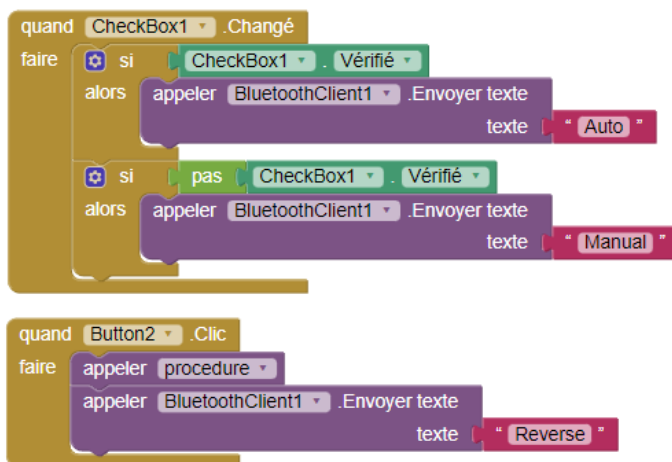 quand CheckBox1 .Changé
faire si CheckBox1 . Vérifié
alors appeler BluetoothClient1 .Envoyer texte
texte “ Auto ”
si pas CheckBox1 . Vérifié
alors appeler BluetoothClient1 .Envoyer texte
texte “ Manual ”
quand Button2 .Clic
faire appeler procedure
appeler BluetoothClient1 .Envoyer texte
texte “ Reverse ”